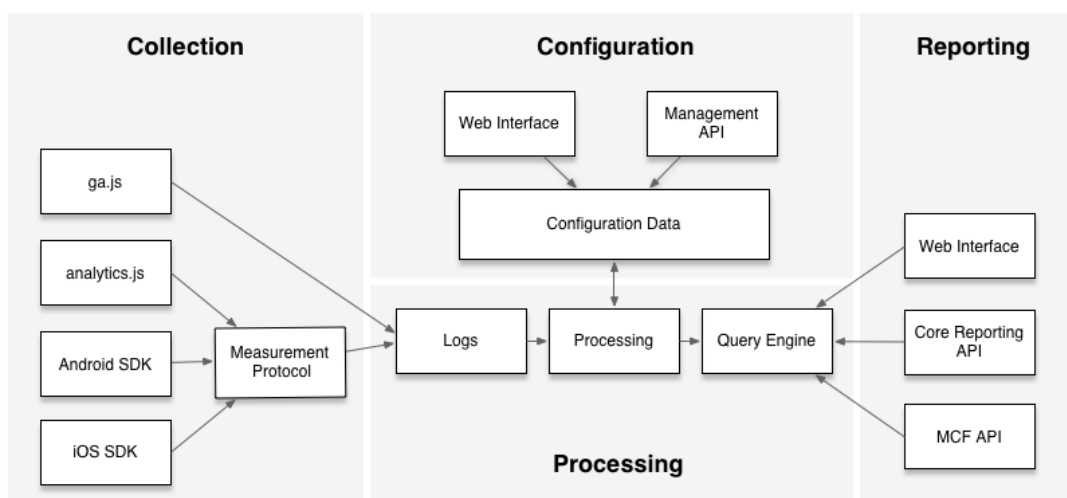 Collection
ga.js
analytics.js
Android SDK
iOS SDK
Measurement
Protocol
Configuration
Web Interface
Management
API
Configuration Data
Logs
Processing
Query Engine
Processing
Reporting
Web Interface
Core Reporting
API
MCF API